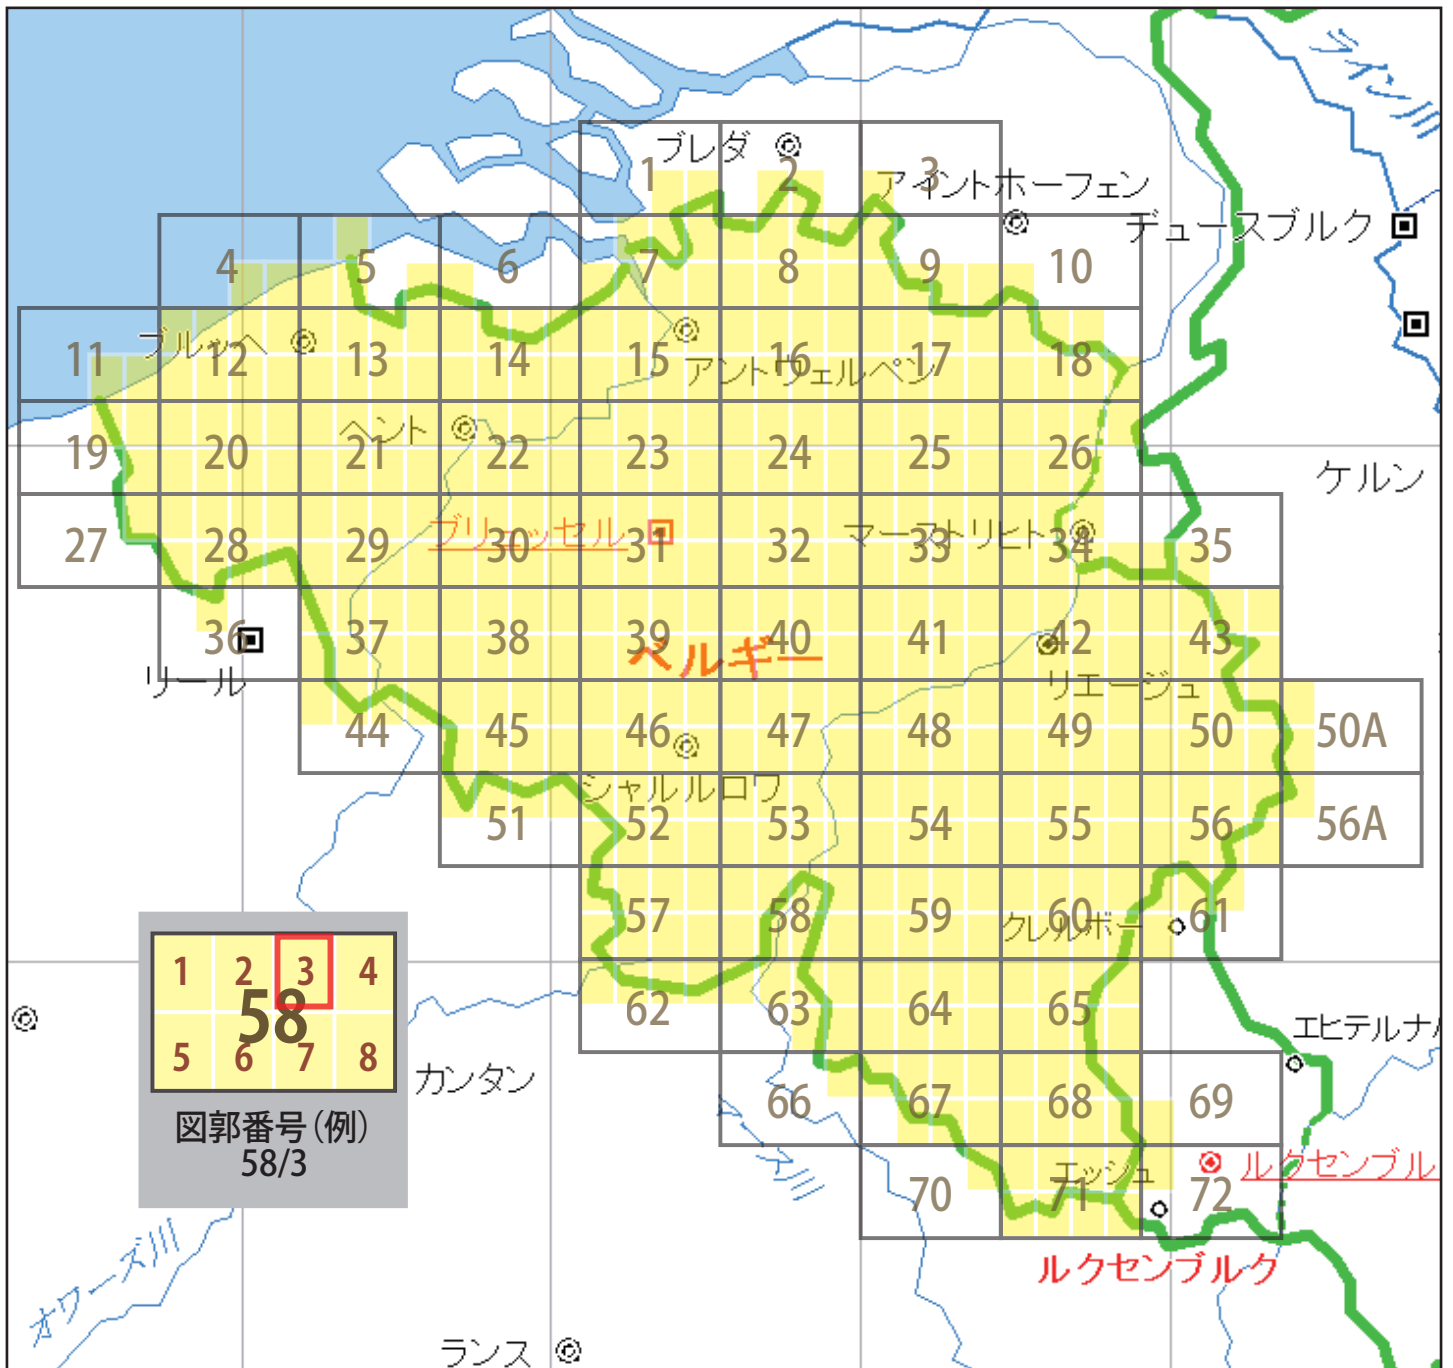 ライン川
ブレダ
1 2 3
アイントホーフェン
デュースブルク
4 5 6 7 8 9 10
ブルッヘ
11 12 13 14 15 16 17 18
アントウェルペン
ヘント
19 20 21 22 23 24 25 26
ケルン
ブリュッセル
マーストリヒト
27 28 29 30 31 32 33 34 35
36 37 38 39 40 41 42 43
ベルギー
リール
リエージュ
44 45 46 47 48 49 50 50A
シャルルロワ
51 52 53 54 55 56 56A
57 58 59 60 61
クレルボー
1 2 3 4
58
5 6 7 8
図郭番号（例）
58/3
62 63 64 65
エヒテルナ
カンタン
66 67 68 69
エッシュ
ルクセンブル
70 71 72
ルクセンブルク
オワーズ川
ランス